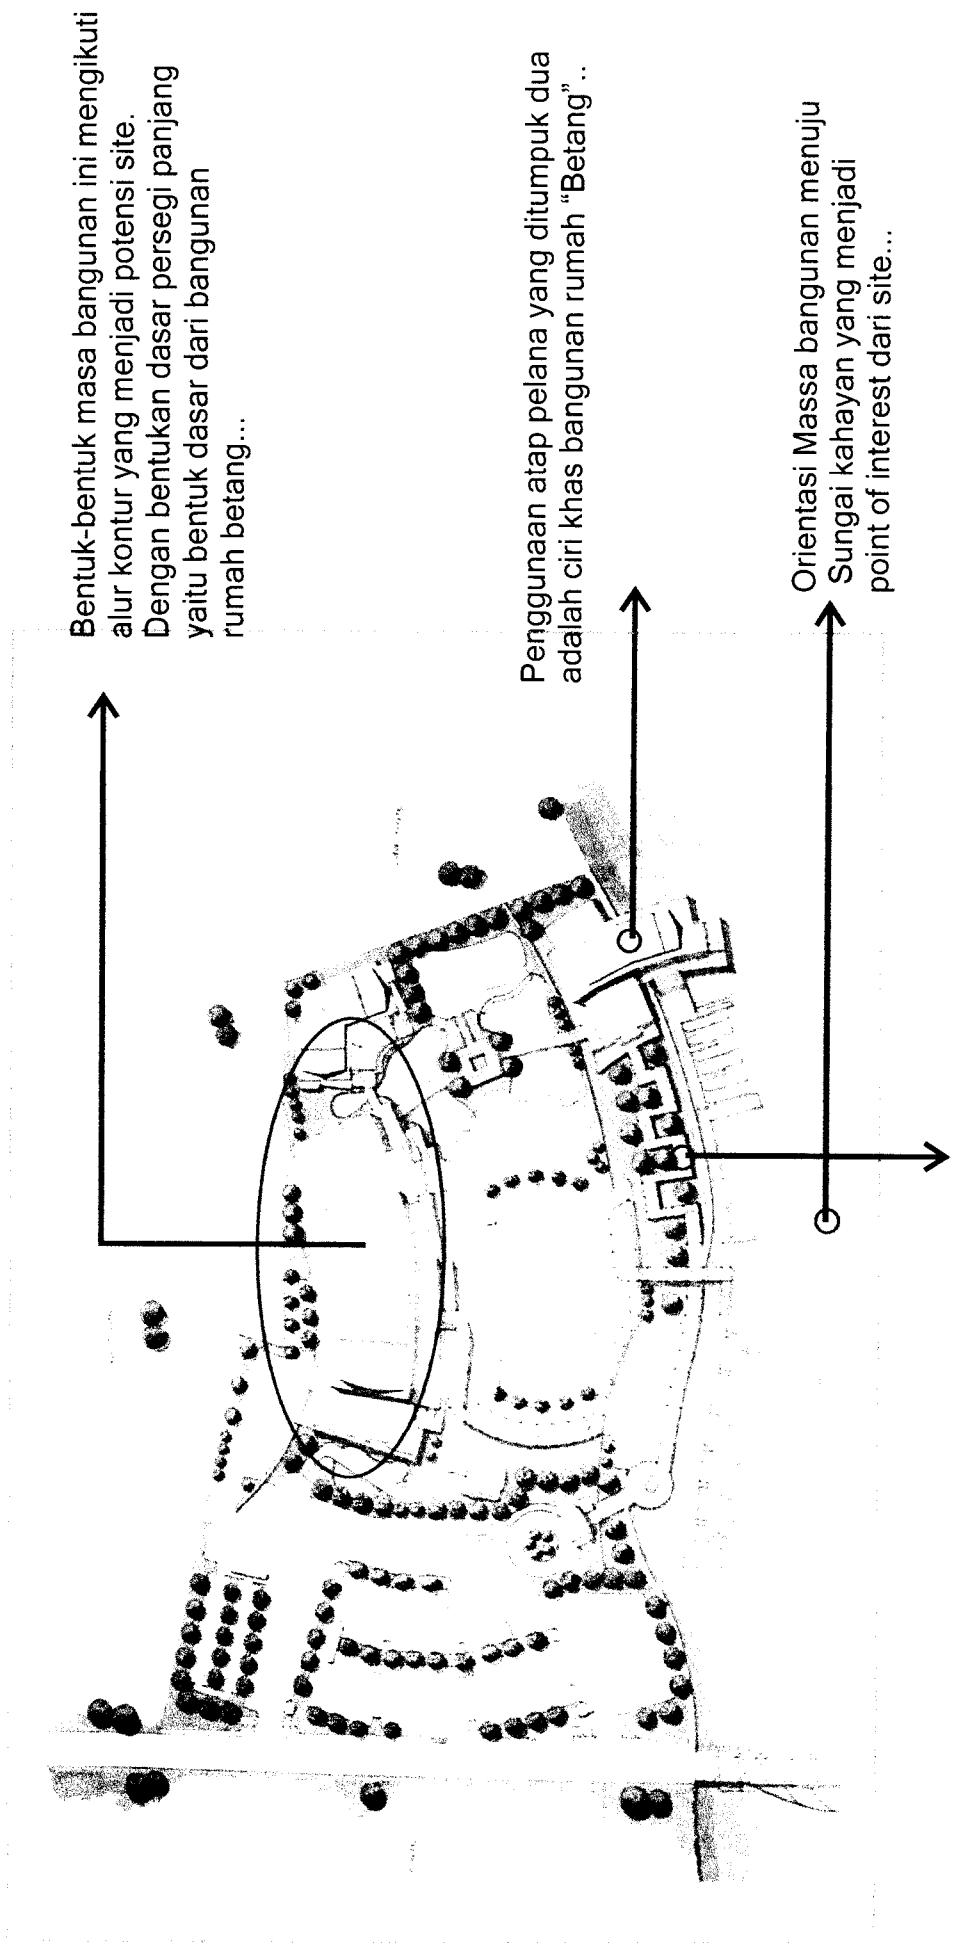 Bentuk-bentuk masa bangunan ini mengikuti
alur kontur yang menjadi potensi site.
Dengan bentukan dasar persegi panjang
yaitu bentuk dasar dari bangunan
rumah betang...
Penggunaan atap pelana yang ditumpuk dua
adalah ciri khas bangunan rumah “Betang”..
Orientasi Massa bangunan menuju
Sungai kahayan yang menjadi
point of interest dari site...